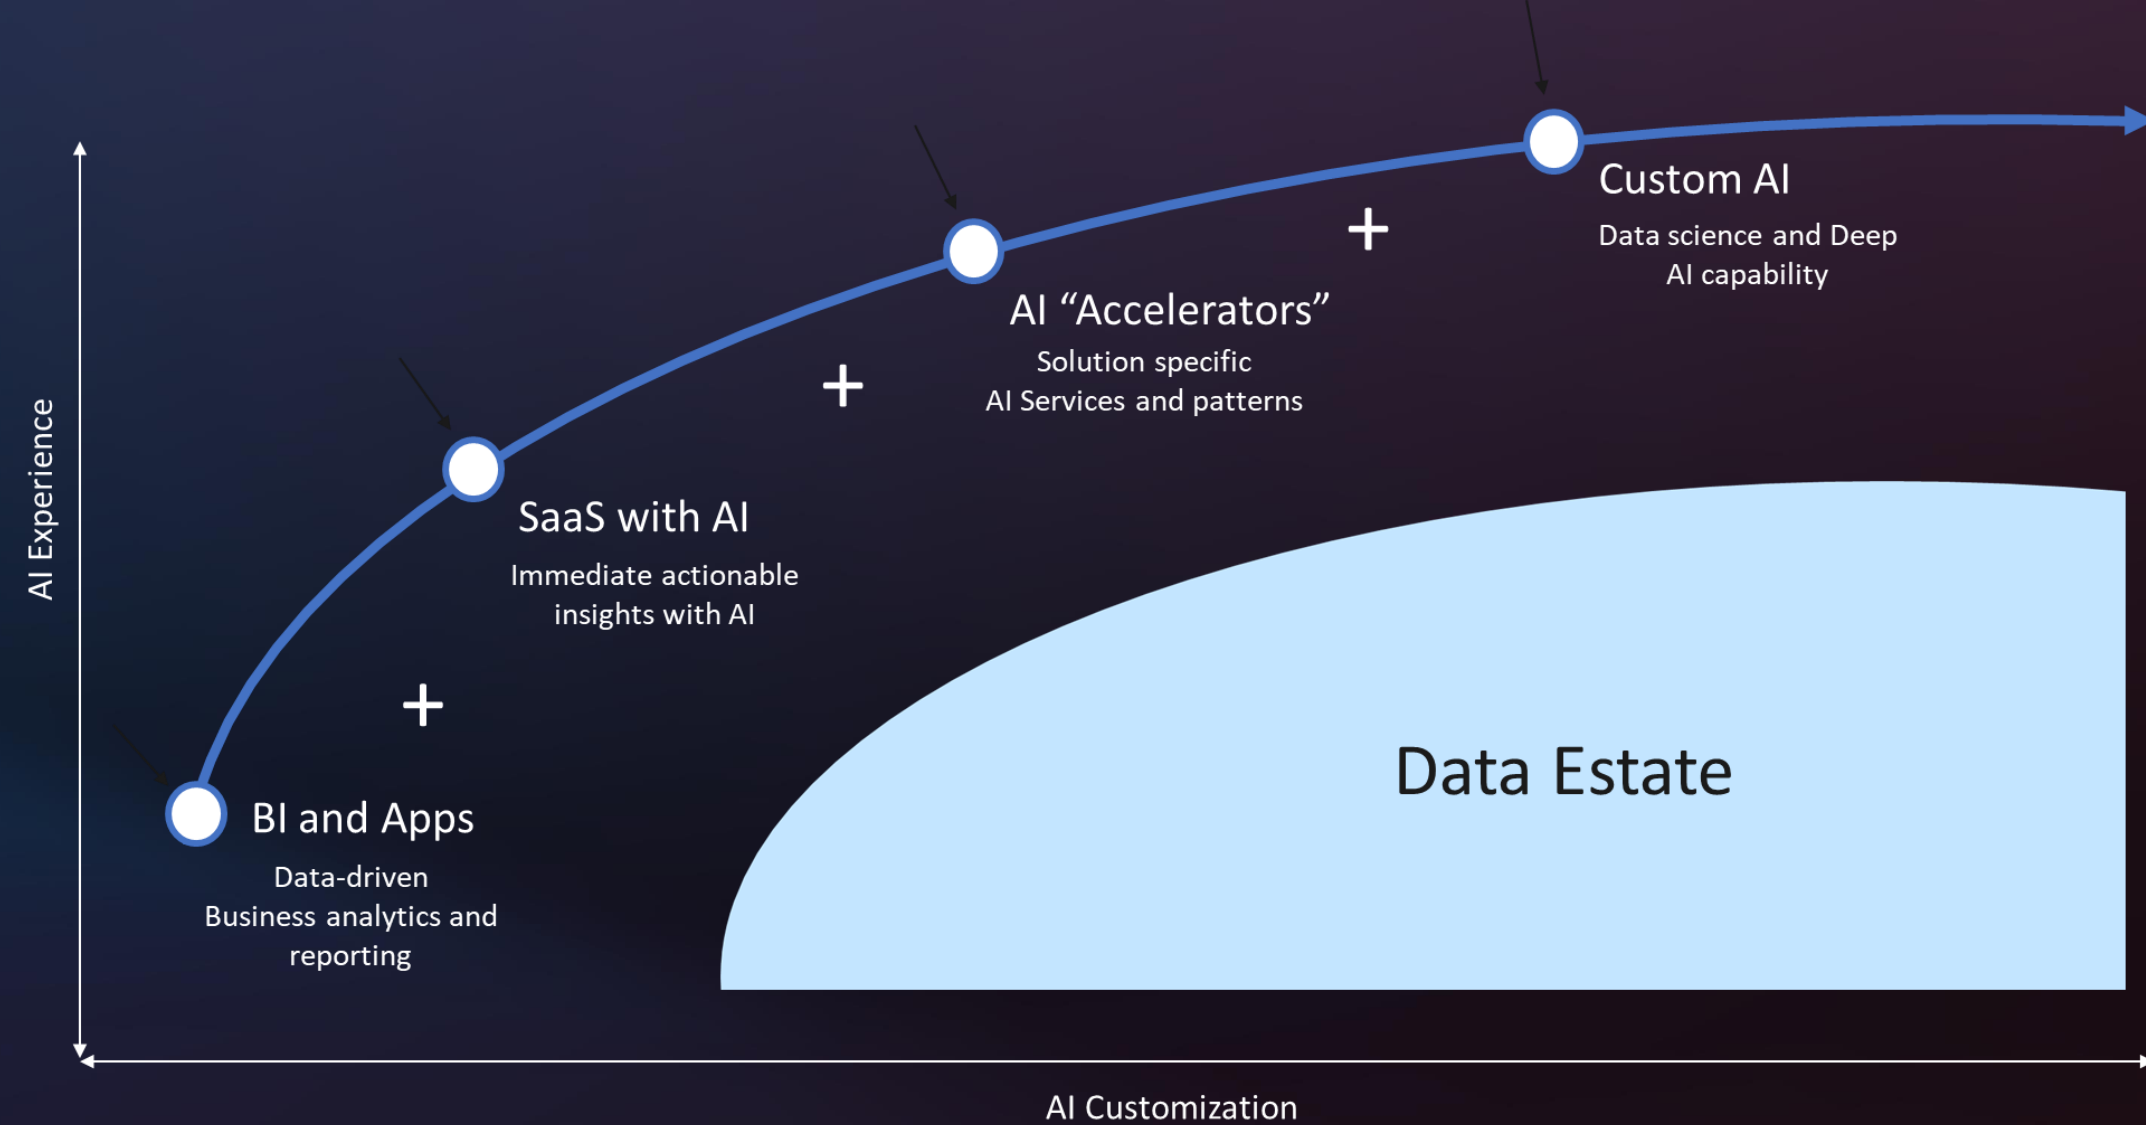 Custom AI
Data science and Deep
AI capability
AI “Accelerators”
Solution specific
AI Services and patterns
SaaS with AI
Immediate actionable
insights with AI
BI and Apps
Data-driven
Business analytics and
reporting
Data Estate
AI Experience
AI Customization